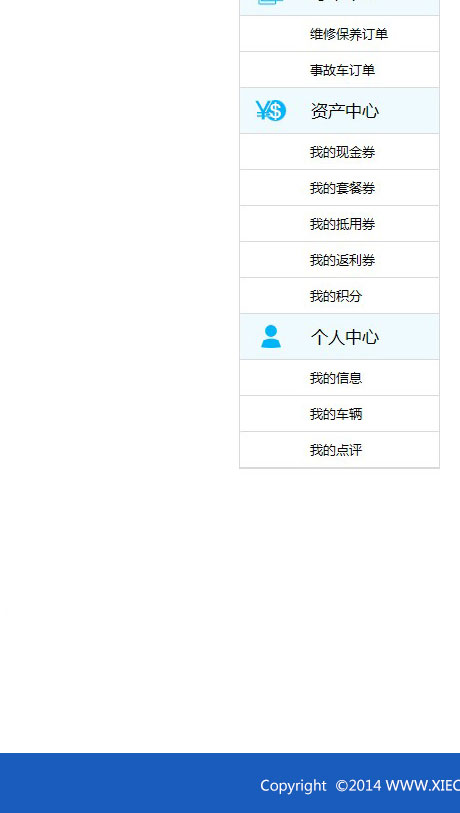 维修保养订单
事故车订单
资产中心
我的现金券
我的套餐券
我的抵用券
我的返利券
我的积分
个人中心
我的信息
我的车辆
我的点评
Copyright ©2014 WWW.XIEC